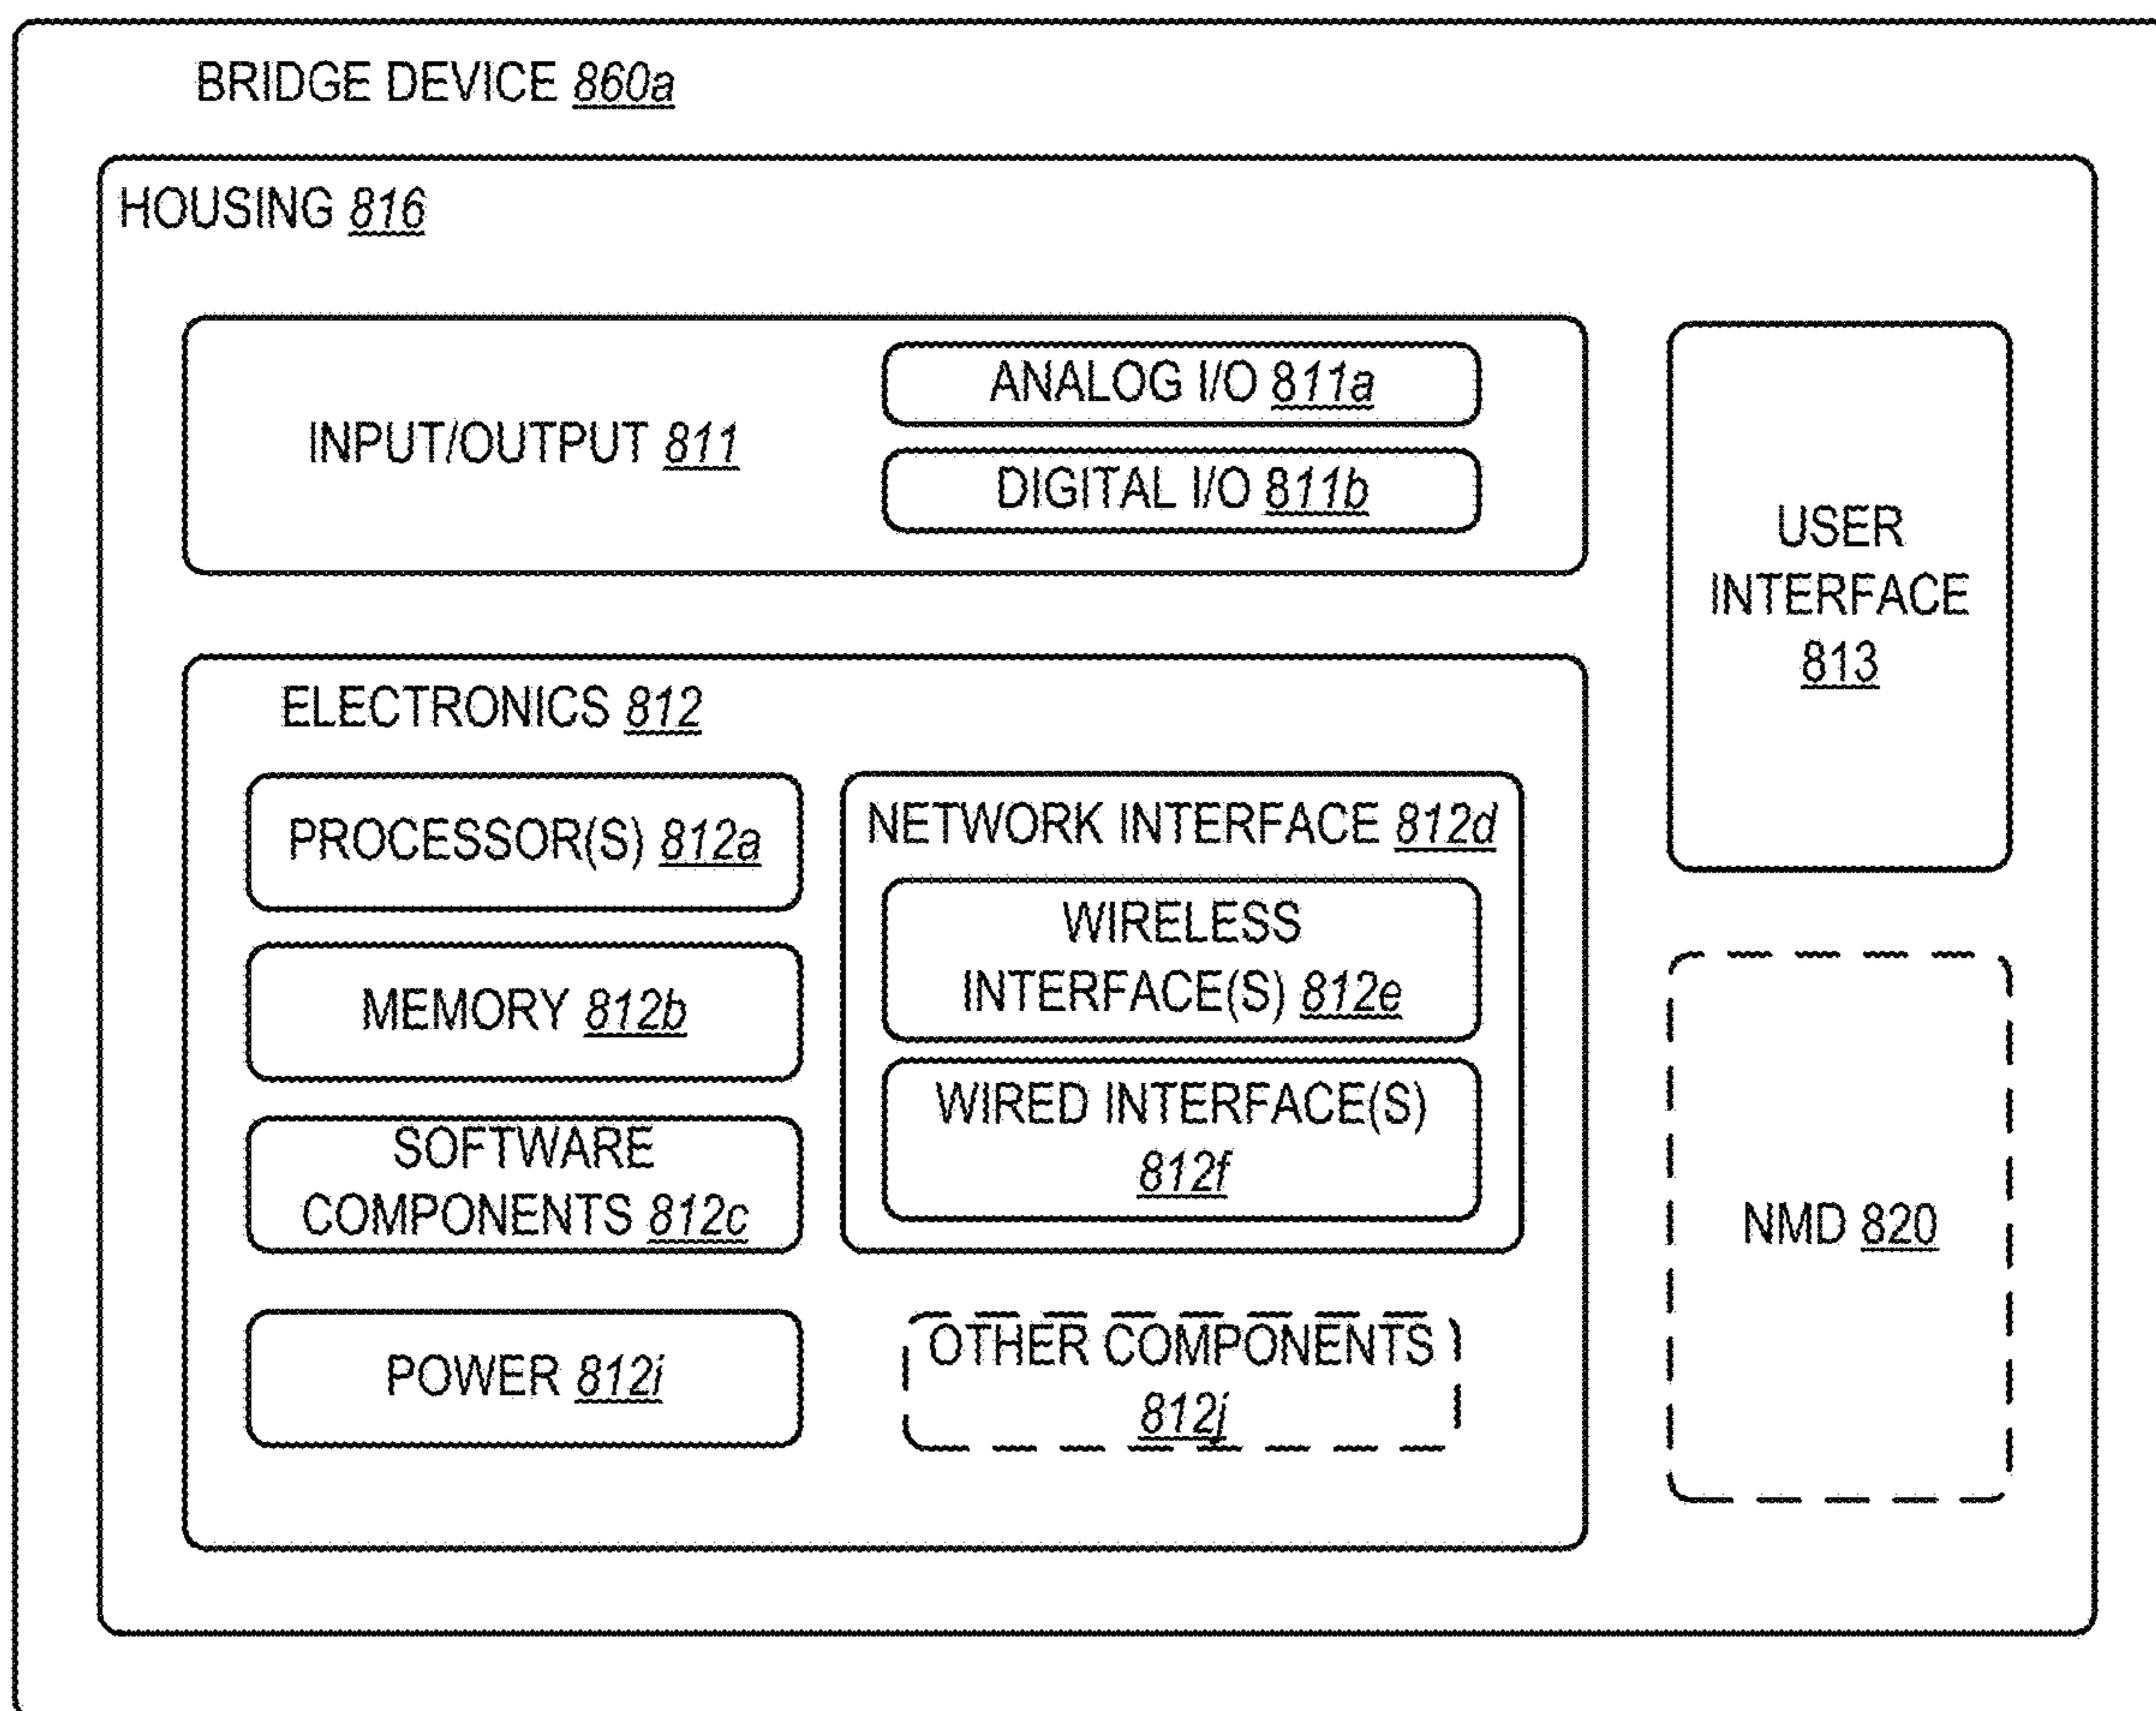 BRIDGE DEVICE 860a
HOUSING 816
INPUT/OUTPUT 811
ANALOG I/O 811a
DIGITAL I/O 811b
USER
INTERFACE
813
ELECTRONICS 812
PROCESSOR(S) 812a
MEMORY 812b
SOFTWARE
COMPONENTS 812c
POWER 812i
NETWORK INTERFACE 812d
WIRELESS
INTERFACE(S) 812e
WIRED INTERFACE(S)
812f
OTHER COMPONENTS
812j
NMD 820